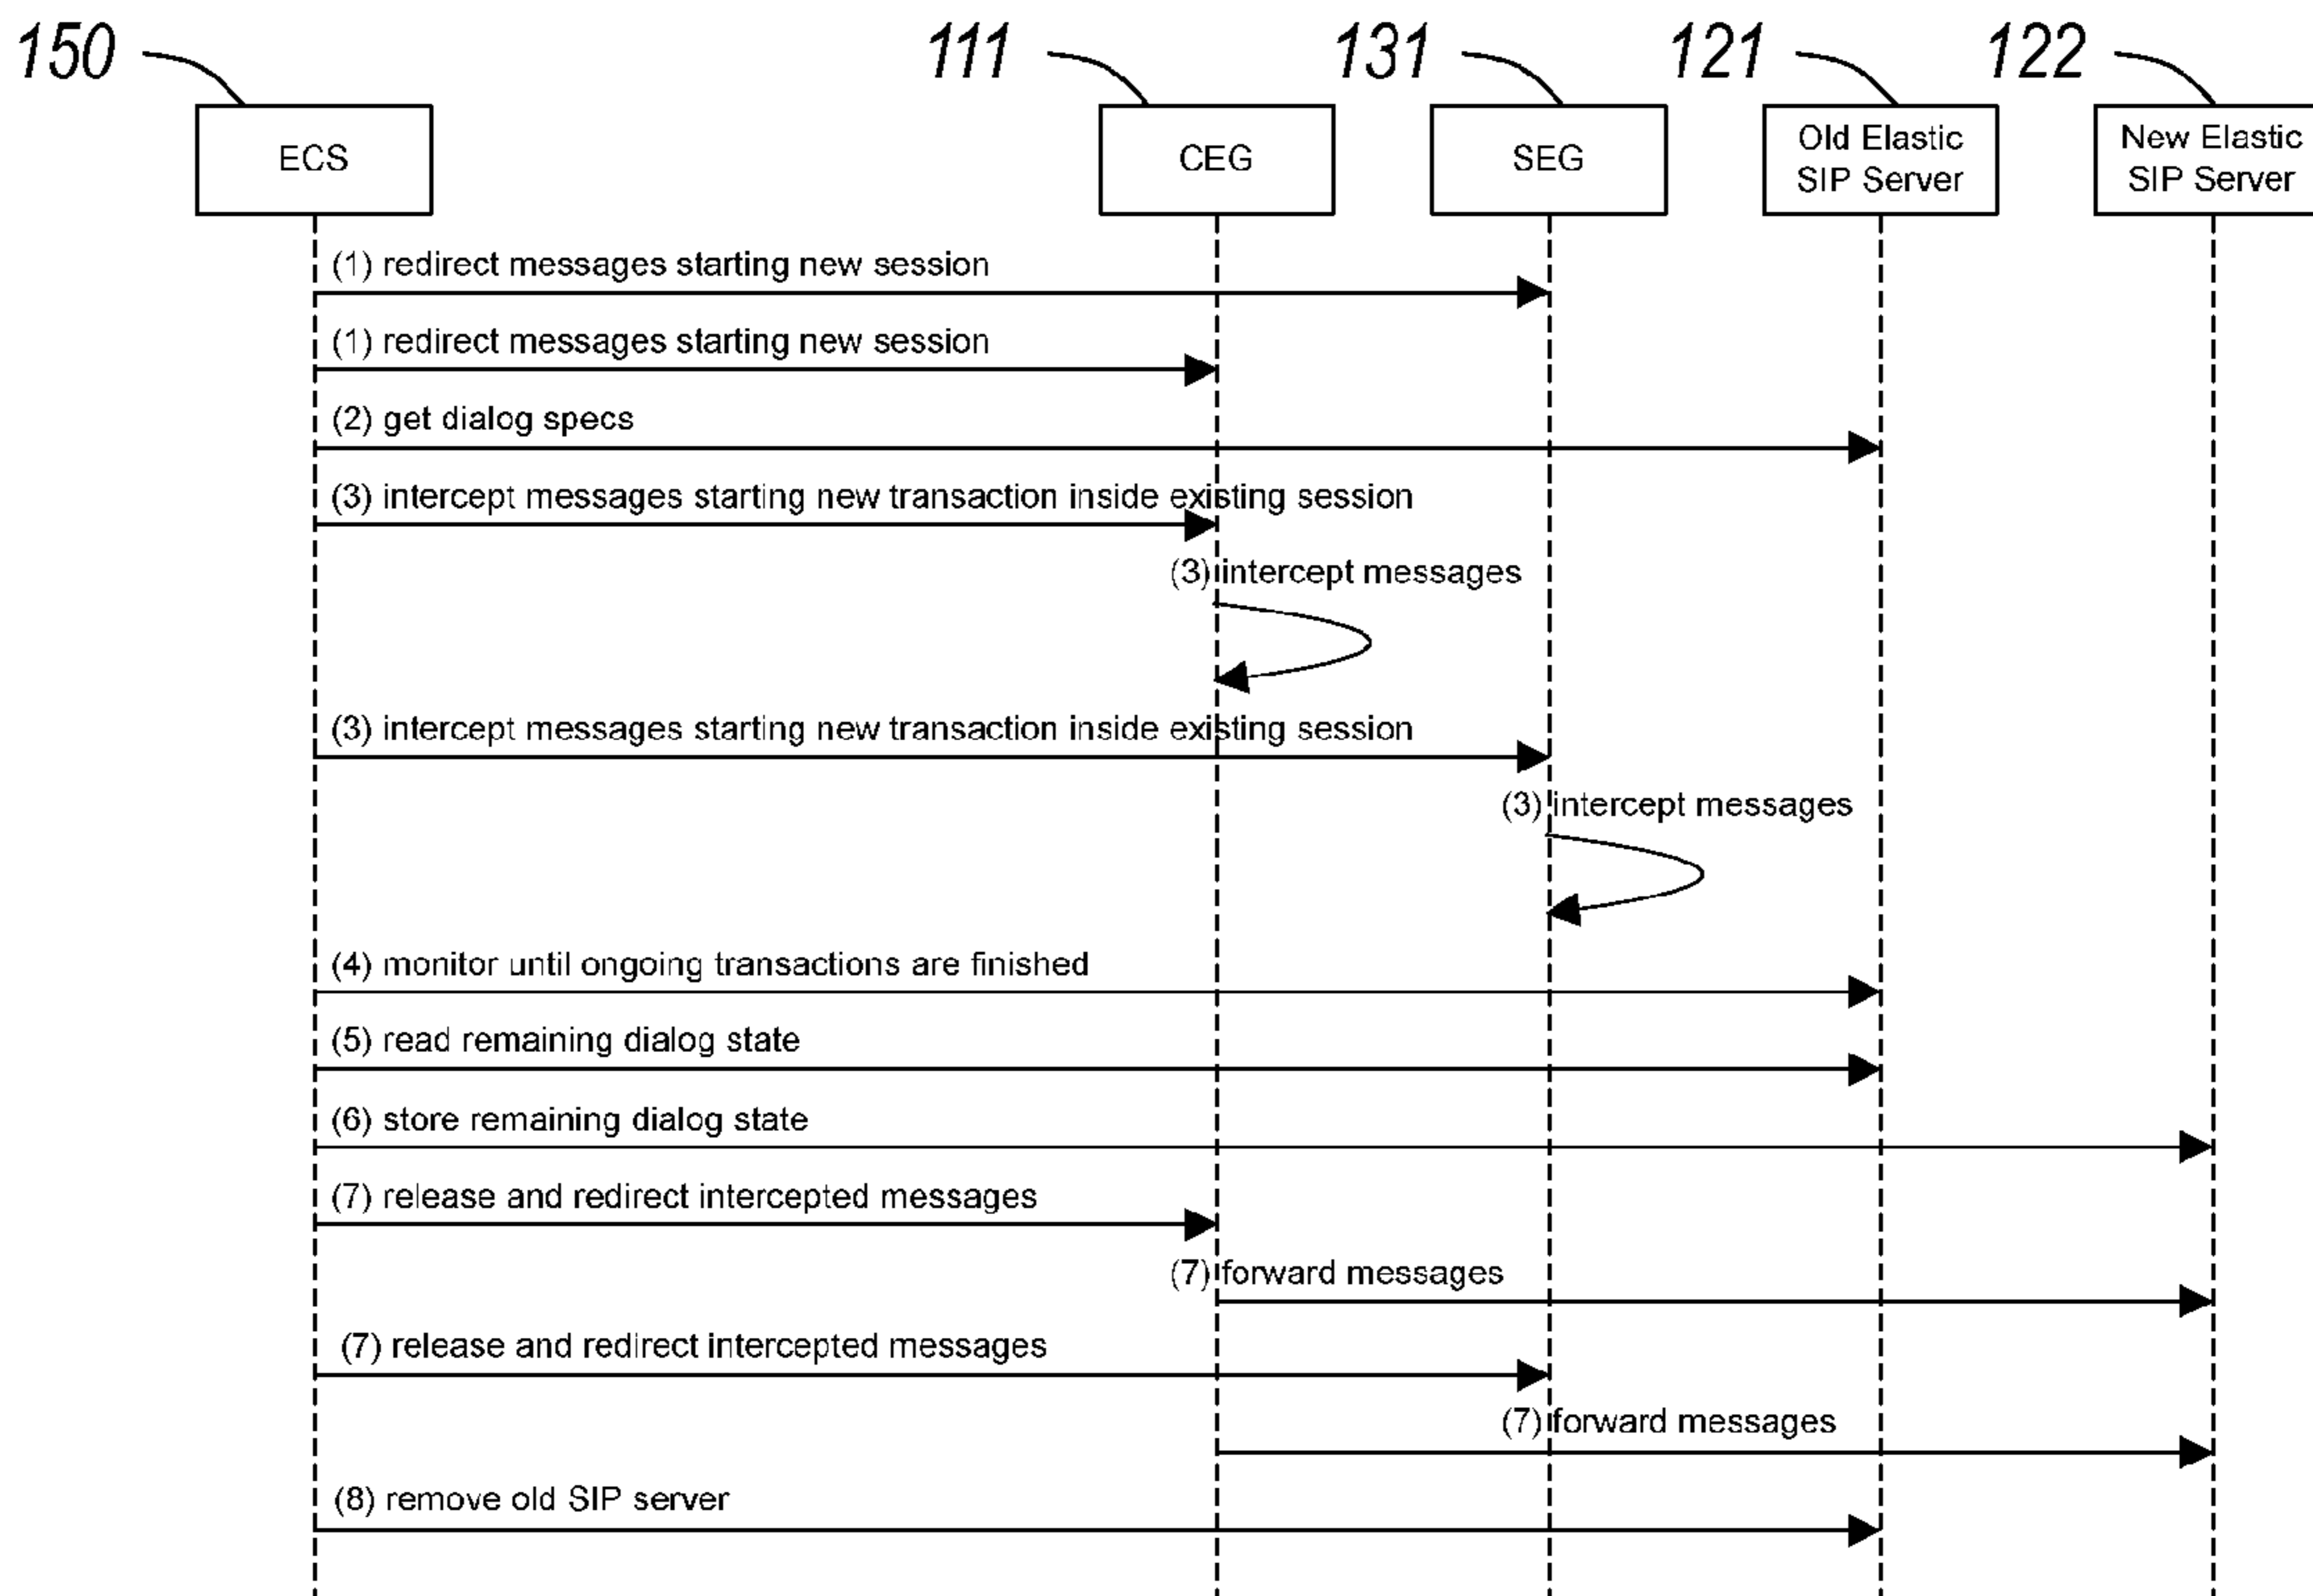 150
111
131
121
122
ECS
CEG
SEG
Old Elastic
SIP Server
New Elastic
SIP Server
(1) redirect messages starting new session
(1) redirect messages starting new session
(2) get dialog specs
(3) intercept messages starting new transaction inside existing session
(3) intercept messages
(3) intercept messages starting new transaction inside existing session
(3) intercept messages
(4) monitor until ongoing transactions are finished
(5) read remaining dialog state
(6) store remaining dialog state
(7) release and redirect intercepted messages
(7) forward messages
(7) release and redirect intercepted messages
(7) forward messages
(8) remove old SIP server